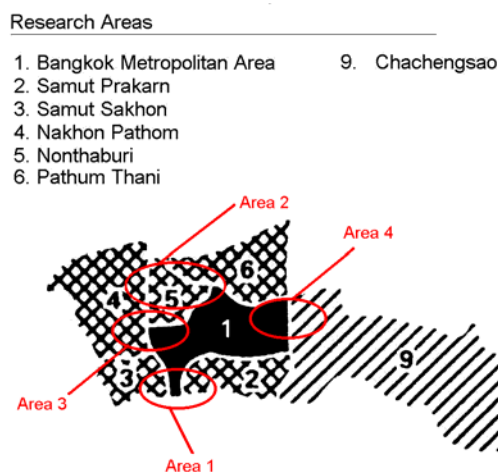 Research Areas
1. Bangkok Metropolitan Area
2. Samut Prakarn
3. Samut Sakhon
4. Nakhon Pathom
5. Nonthaburi
6. Pathum Thani
9. Chachengsao
Area 2
Area 4
6
5
4
1
3
2
9
Area 3
Area 1